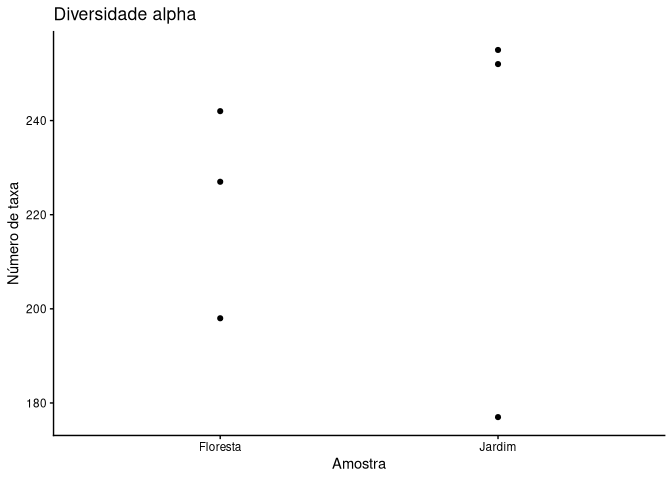 Diversidade alpha
Número de taxa
240
220
200
180
Floresta
Jardim
Amostra